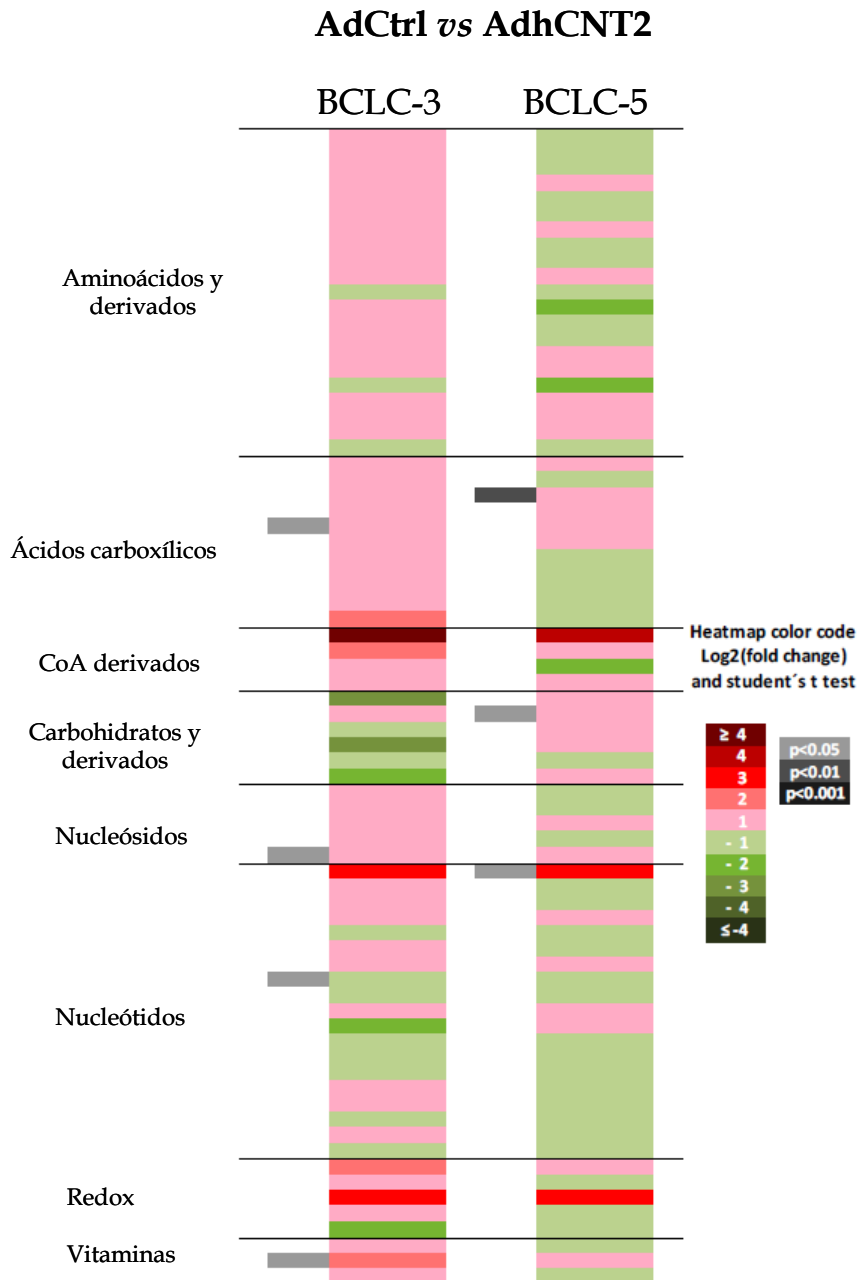 AdCtrl vs AdhCNT2
BCLC-3
BCLC-5
Aminoácidos y
derivados
Ácidos carboxílicos
CoA derivados
Carbohidratos y
derivados
Nucleósidos
Nucleótidos
Redox
Vitaminas
Heatmap color code
Log2(fold change)
and student´s t test
≥ 4
4
3
2
1
- 1
- 2
- 3
- 4
≤ -4
p<0.05
p<0.01
p<0.001